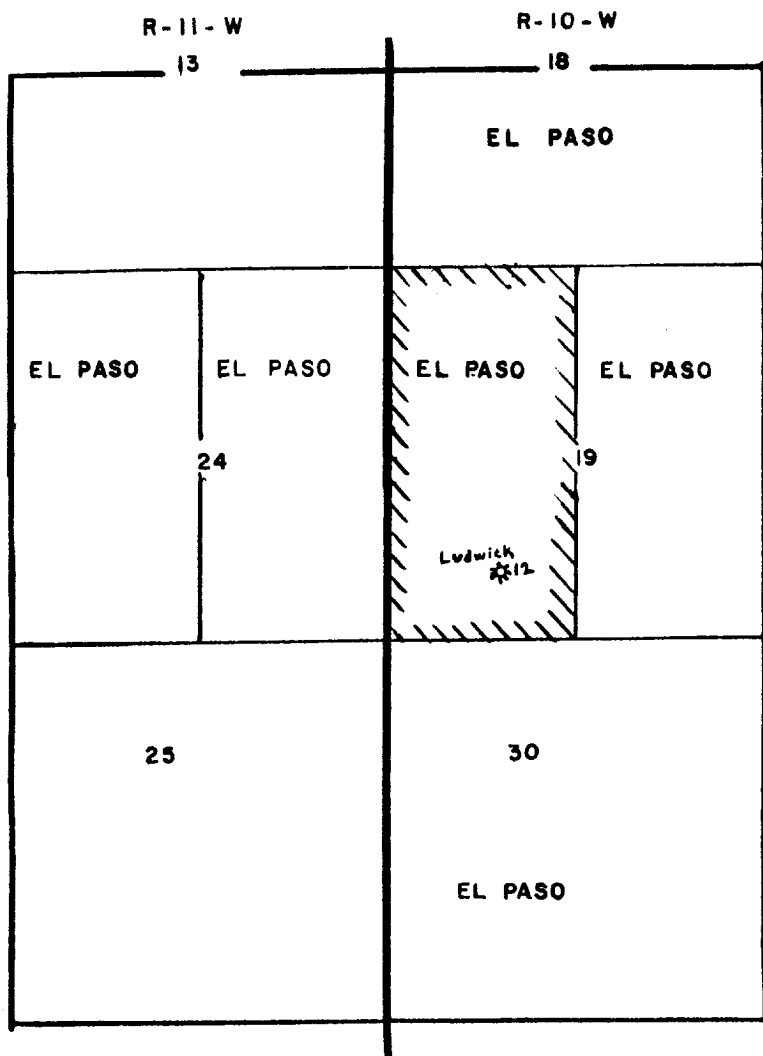 R-11-W R-10-W
13 18
EL PASO
EL PASO EL PASO EL PASO EL PASO
24 19
Ludwick
12
25 30
EL PASO